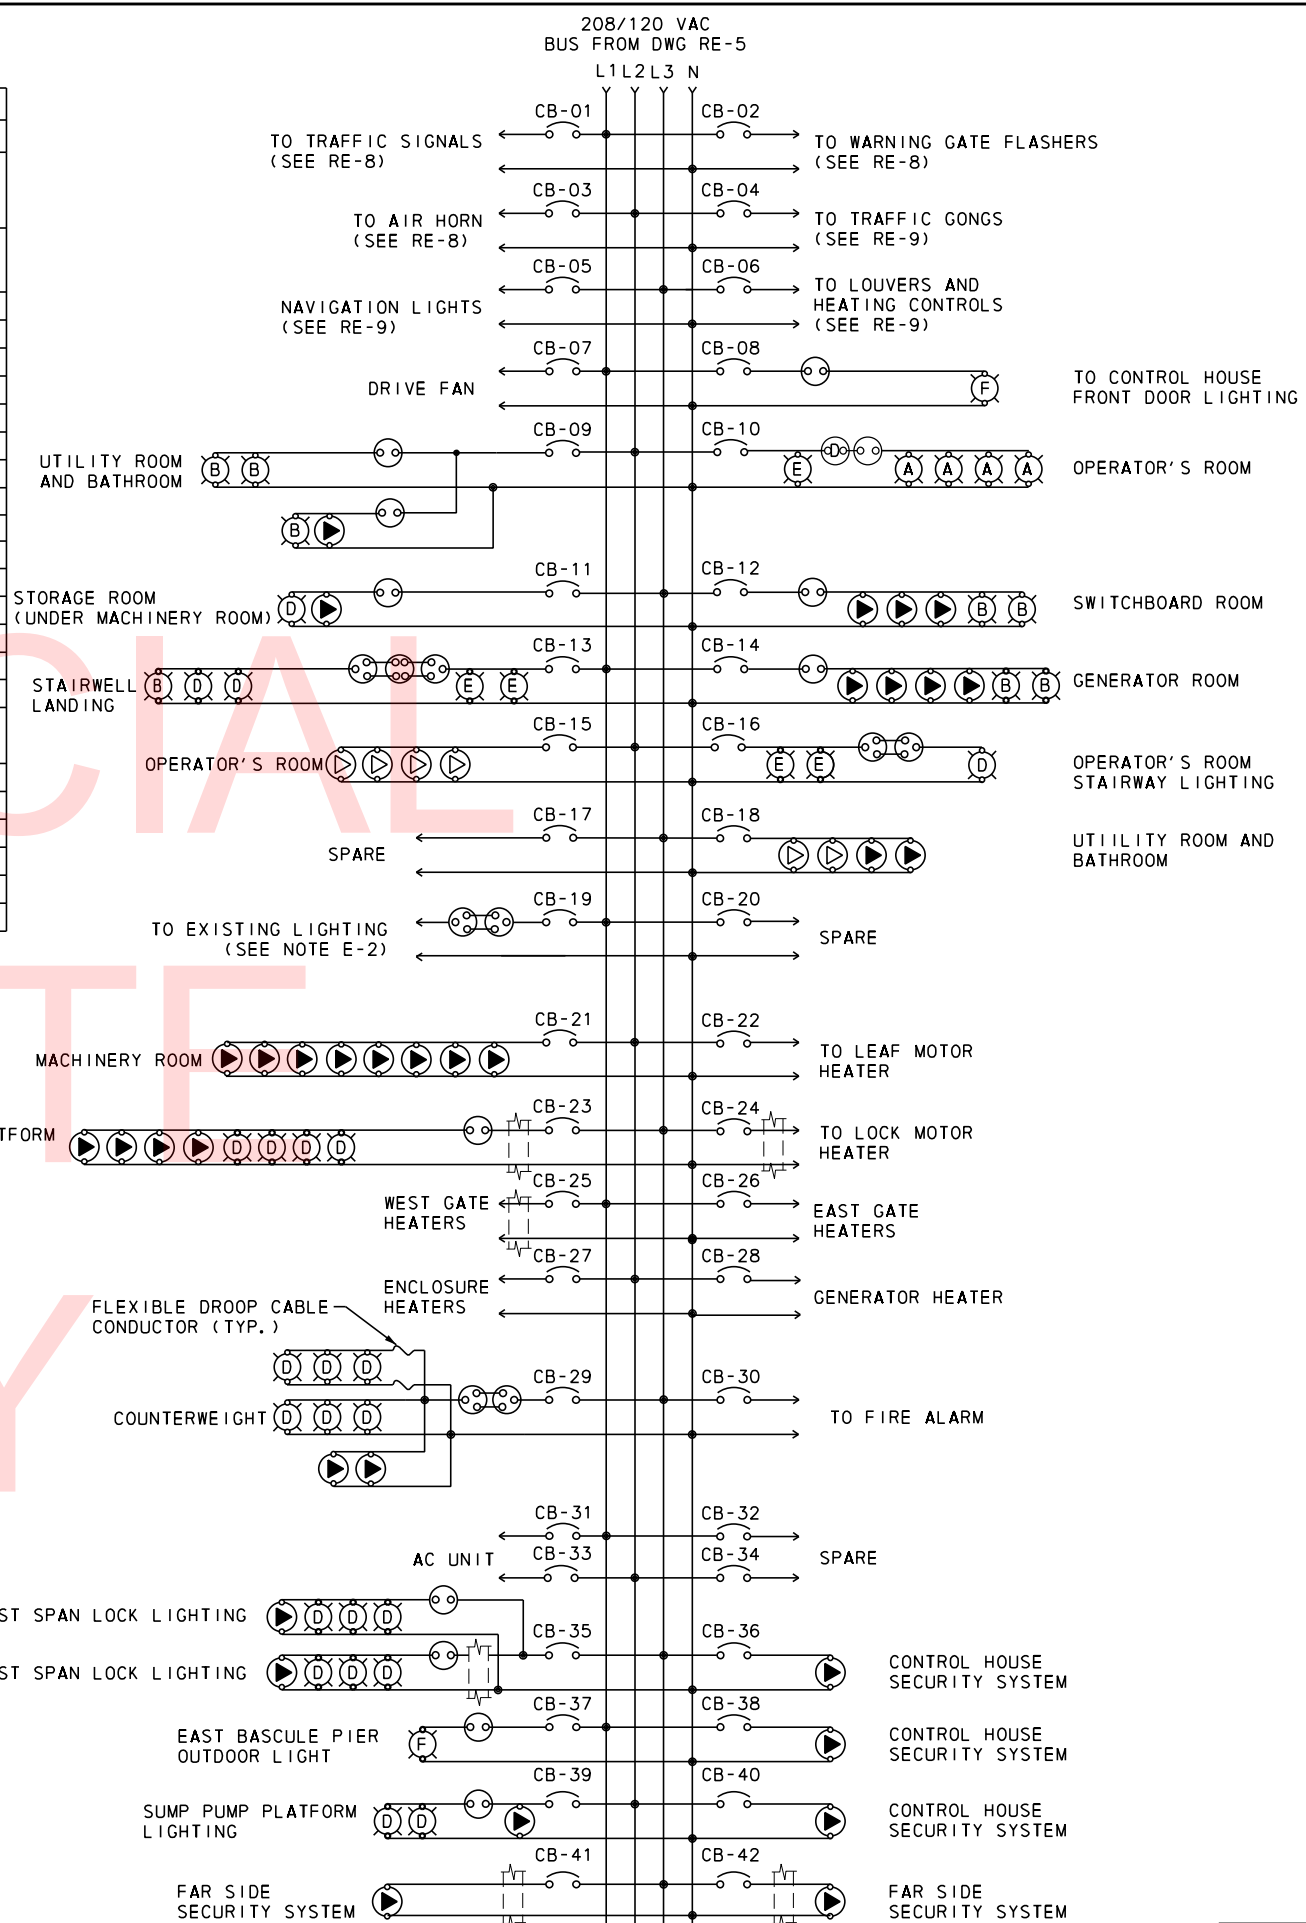 208/120 VAC
BUS FROM DWG RE-5
L1 L2 L3 N
CB-01
CB-02
TO TRAFFIC SIGNALS
(SEE RE-8)
TO WARNING GATE FLASHERS
(SEE RE-8)
CB-03
CB-04
TO AIR HORN
(SEE RE-8)
TO TRAFFIC GONGS
(SEE RE-9)
CB-05
CB-06
NAVIGATION LIGHTS
(SEE RE-9)
TO LOUVERS AND
HEATING CONTROLS
(SEE RE-9)
CB-07
CB-08
DRIVE FAN
F
TO CONTROL HOUSE
FRONT DOOR LIGHTING
CB-09
CB-10
UTILITY ROOM
AND BATHROOM
B B
B
D
E A A A A
OPERATOR'S ROOM
CB-11
CB-12
STORAGE ROOM
(UNDER MACHINERY ROOM)
D
B B
SWITCHBOARD ROOM
CB-13
CB-14
STAIRWELL
LANDING
B D D E E
B B
GENERATOR ROOM
CB-15
CB-16
OPERATOR'S ROOM
E E D
OPERATOR'S ROOM
STAIRWAY LIGHTING
CB-17
CB-18
SPARE
UTIILITY ROOM AND
BATHROOM
CB-19
CB-20
TO EXISTING LIGHTING
(SEE NOTE E-2)
SPARE
CB-21
CB-22
MACHINERY ROOM
TO LEAF MOTOR
HEATER
CB-23
CB-24
TFORM
D D D D
TO LOCK MOTOR
HEATER
CB-25
CB-26
WEST GATE
HEATERS
EAST GATE
HEATERS
CB-27
CB-28
ENCLOSURE
HEATERS
GENERATOR HEATER
FLEXIBLE DROOP CABLE
CONDUCTOR (TYP.)
D D D
CB-29
CB-30
COUNTERWEIGHT
D D D
TO FIRE ALARM
CB-31
CB-32
AC UNIT
CB-33
CB-34
SPARE
ST SPAN LOCK LIGHTING
D D D
CB-35
CB-36
ST SPAN LOCK LIGHTING
D D D
CONTROL HOUSE
SECURITY SYSTEM
CB-37
CB-38
EAST BASCULE PIER
OUTDOOR LIGHT
F
CONTROL HOUSE
SECURITY SYSTEM
CB-39
CB-40
SUMP PUMP PLATFORM
LIGHTING
D D
CONTROL HOUSE
SECURITY SYSTEM
CB-41
CB-42
FAR SIDE
SECURITY SYSTEM
FAR SIDE
SECURITY SYSTEM
CIAL
TE
Y